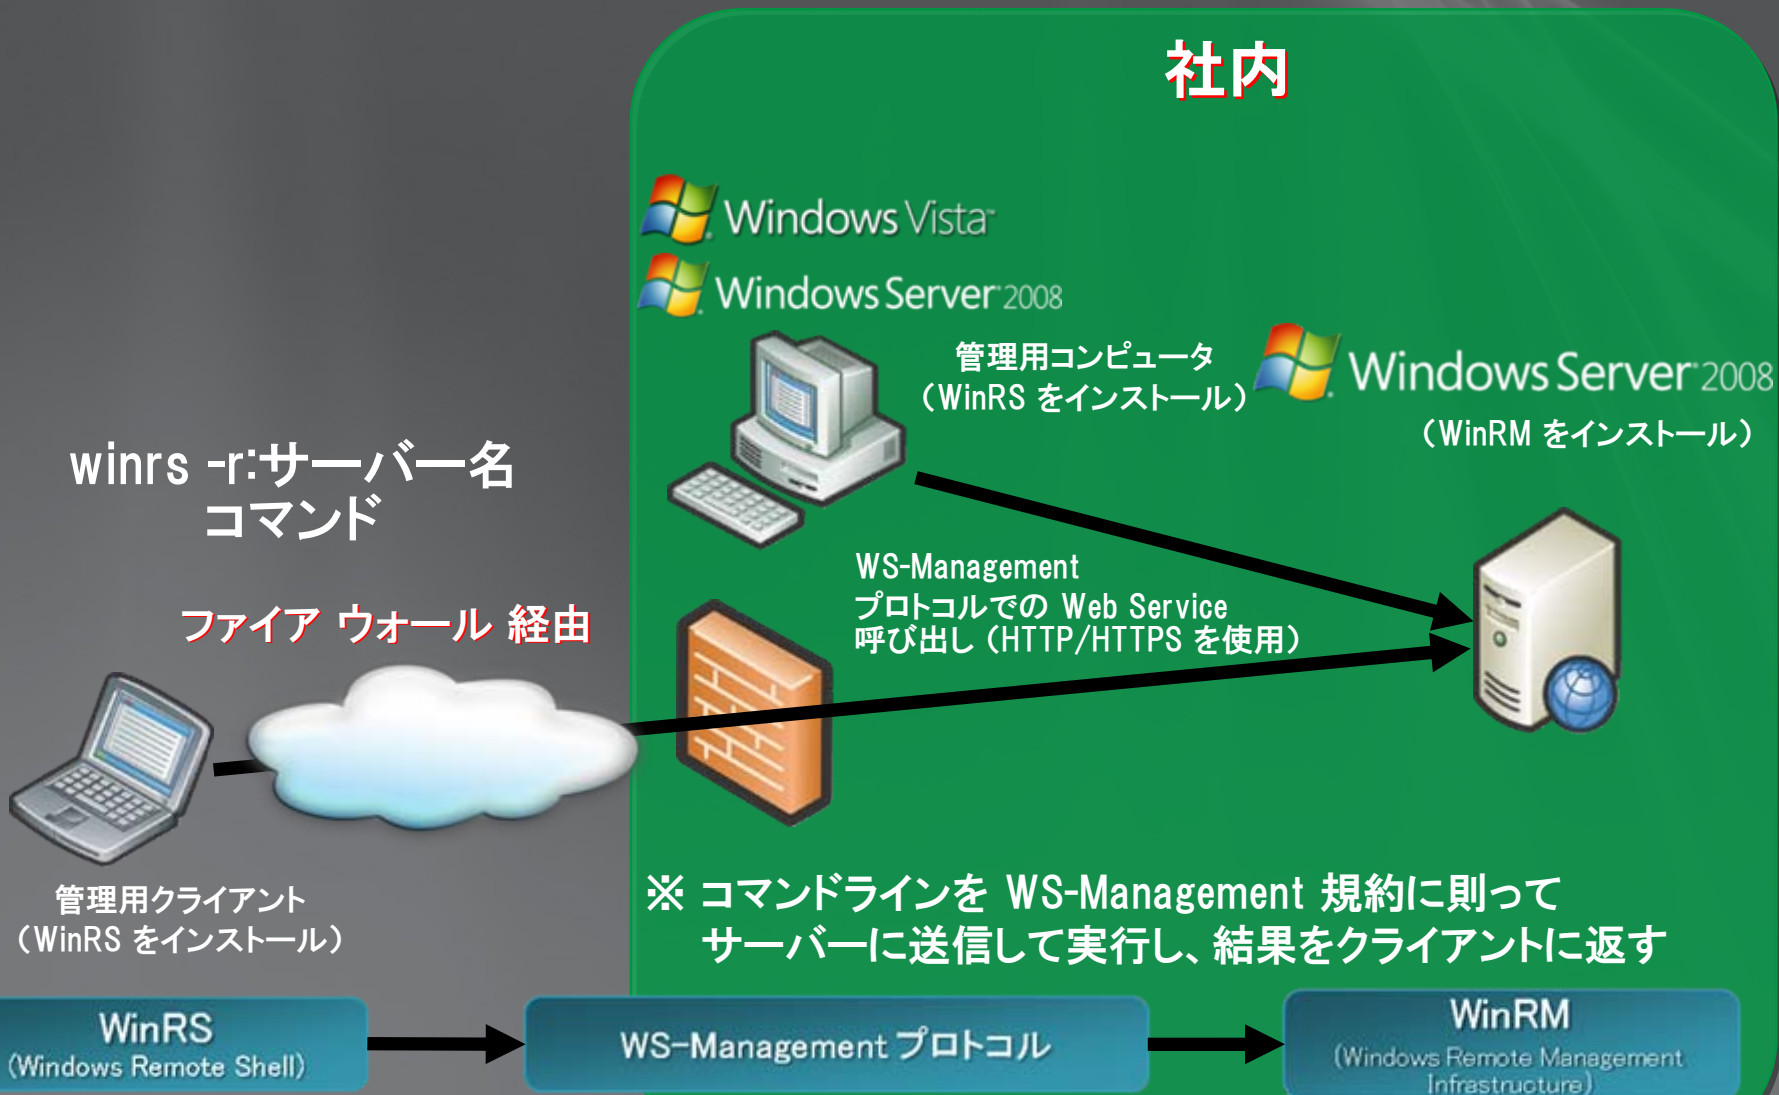 社内
Windows Vista™
Windows Server 2008
管理用コンピュータ
（WinRS をインストール）
Windows Server 2008
（WinRM をインストール）
winrs -r:サーバー名
コマンド
WS-Management
プロトコルでの Web Service
呼び出し（HTTP/HTTPS を使用）
ファイア ウォール 経由
管理用クライアント
（WinRS をインストール）
※ コマンドラインを WS-Management 規約に則って
サーバーに送信して実行し、結果をクライアントに返す
WinRS
(Windows Remote Shell)
WS-Management プロトコル
WinRM
(Windows Remote Management
Infrastructure)